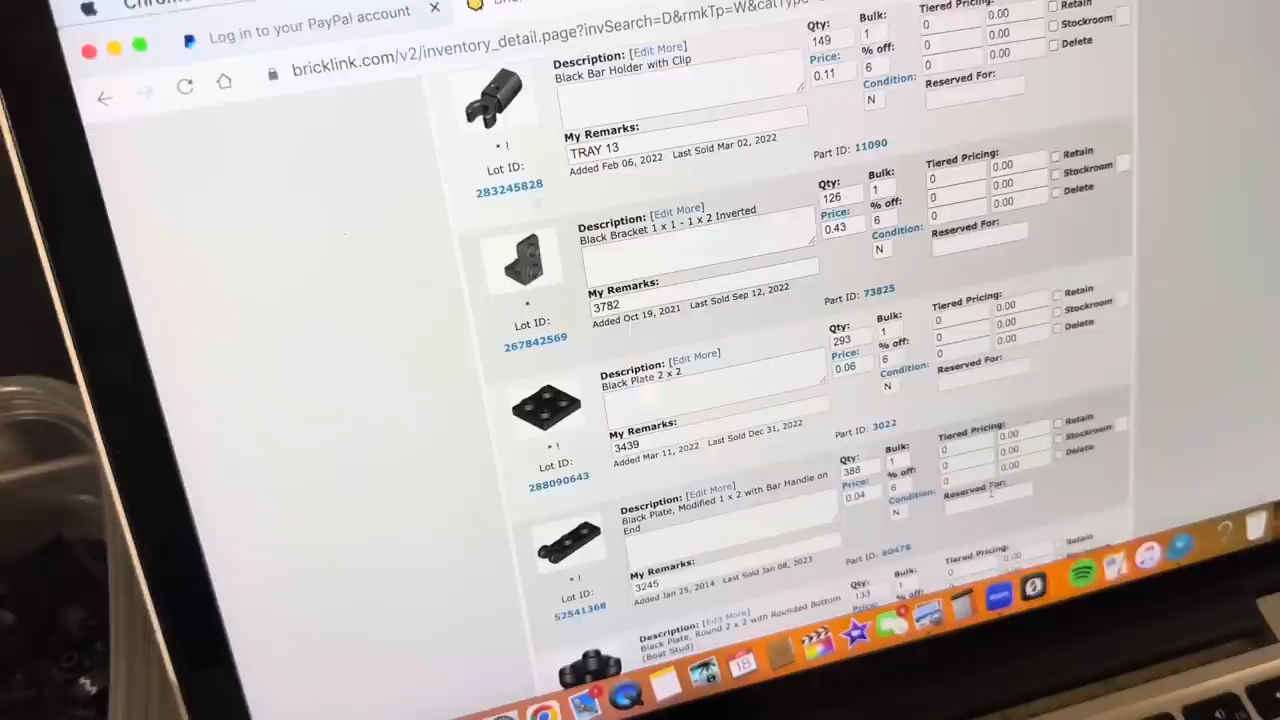 Log in to your PayPal account
bricklink.com/v2/inventory_detail.page?invSearch=D&rmkTp=W&catType
Description: [Edit More]
Black Bar Holder with Clip
Qty:
149
Bulk:
1
Price:
0.11
% off:
6
Condition:
N
0 0.00
0 0.00
0 0.00
Retain
Stockroom
Delete
Reserved For:
* !
Lot ID:
283245828
My Remarks:
TRAY 13
Added Feb 06, 2022 Last Sold Mar 02, 2022
Part ID: 11090
Description: [Edit More]
Black Bracket 1 x 1 - 1 x 2 Inverted
Qty:
126
Bulk:
1
Price:
0.43
% off:
6
Condition:
N
Tiered Pricing:
0 0.00
0 0.00
0 0.00
Retain
Stockroom
Delete
Reserved For:
*
Lot ID:
267842569
My Remarks:
3782
Added Oct 19, 2021 Last Sold Sep 12, 2022
Part ID: 73825
Description: [Edit More]
Black Plate 2 x 2
Qty:
293
Bulk:
1
Price:
0.06
% off:
6
Condition:
N
Tiered Pricing:
0 0.00
0 0.00
0 0.00
Retain
Stockroom
Delete
Reserved For:
* !
Lot ID:
288090643
My Remarks:
3439
Added Mar 11, 2022 Last Sold Dec 31, 2022
Part ID: 3022
Description: [Edit More]
Black Plate, Modified 1 x 2 with Bar Handle on
End
Qty:
388
Bulk:
1
Price:
0.04
% off:
6
Condition:
N
Tiered Pricing:
0 0.00
0 0.00
0 0.00
Retain
Stockroom
Delete
Reserved For:
* !
Lot ID:
52541368
My Remarks:
3245
Added Jan 25, 2014 Last Sold Jan 08, 2023
Part ID: 90478
Description: [Edit More]
Black Plate, Round 2 x 2 with Rounded Bottom
(Boat Stud)
Qty:
133
Bulk:
1
Price:
% off:
Tiered Pricing:
0 0.00
Retain
Stockroom
Delete
18